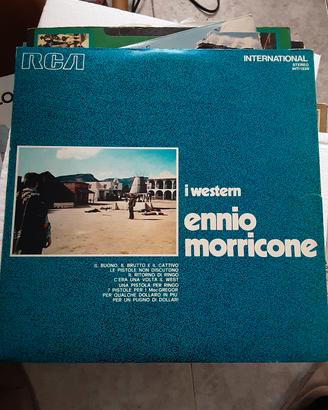 RCA
INTERNATIONAL
STEREO
i western
ennio
morricone
IL BUONO, IL BRUTTO E IL CATTIVO
LE PISTOLE NON DISCUTONO
IL RITORNO DI RINGO
C'ERA UNA VOLTA IL WEST
UNA PISTOLA PER RINGO
7 PISTOLE PER I MacGREGOR
PER QUALCHE DOLLARO IN PIU'
PER UN PUGNO DI DOLLARI